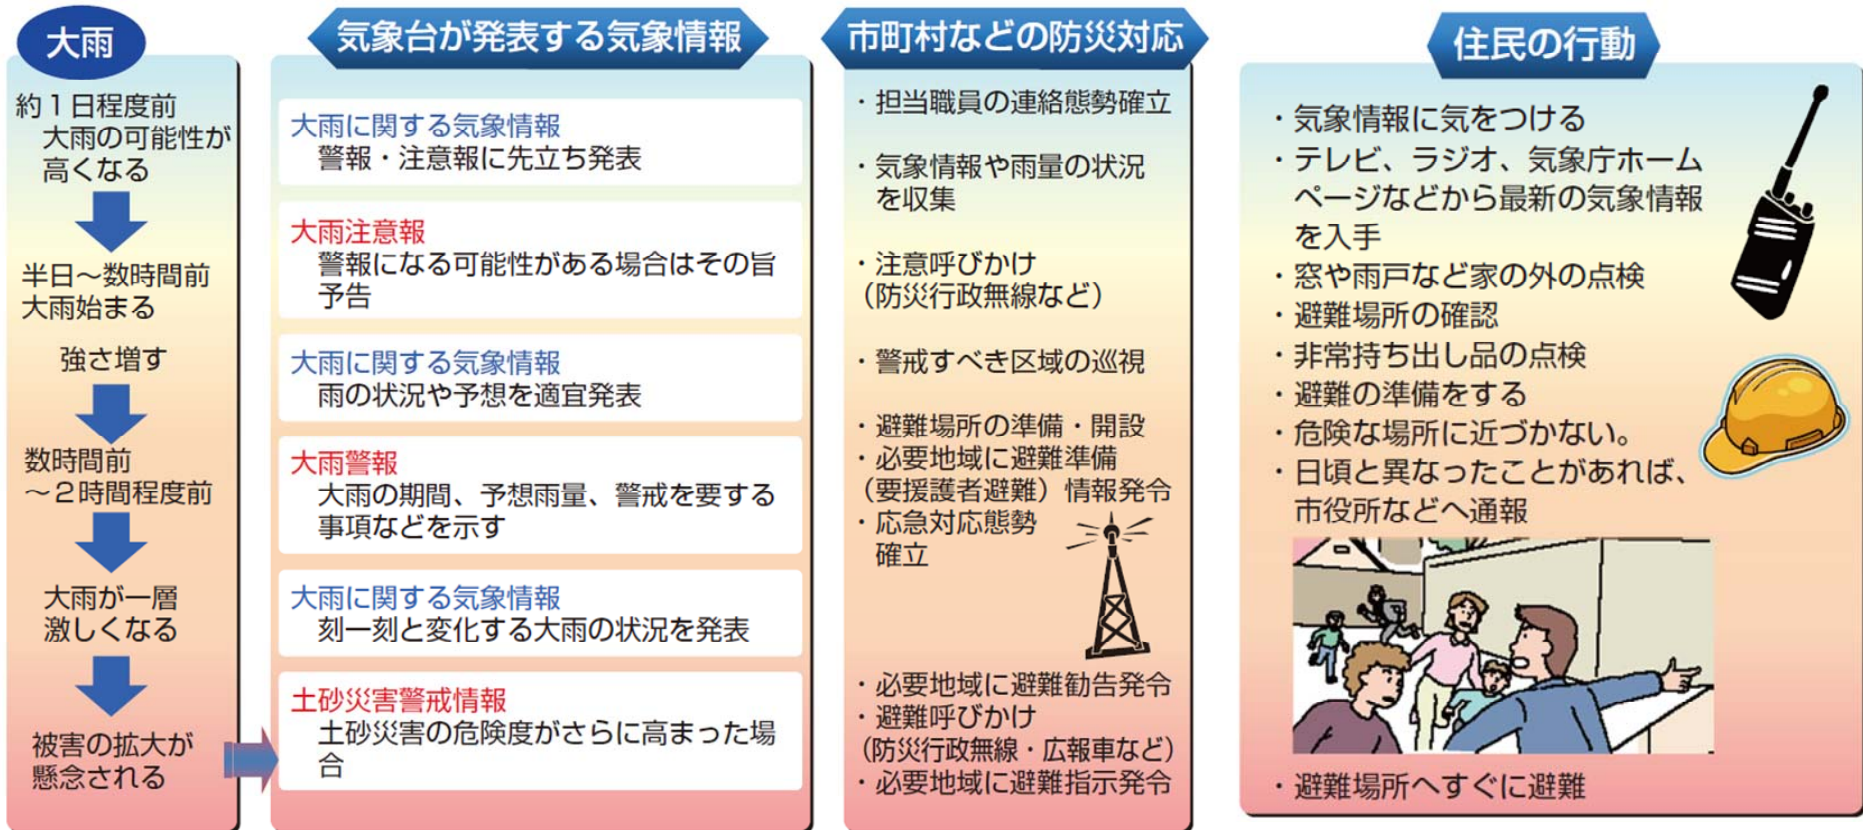 大雨
約１日程度前
大雨の可能性が
高くなる
半日～数時間前
大雨始まる
強さ増す
数時間前
～２時間程度前
大雨が一層
激しくなる
被害の拡大が
懸念される
気象台が発表する気象情報
大雨に関する気象情報
警報・注意報に先立ち発表
大雨注意報
警報になる可能性がある場合はその旨
予告
大雨に関する気象情報
雨の状況や予想を適宜発表
大雨警報
大雨の期間、予想雨量、警戒を要する
事項などを示す
大雨に関する気象情報
刻一刻と変化する大雨の状況を発表
土砂災害警戒情報
土砂災害の危険度がさらに高まった場
合
市町村などの防災対応
・担当職員の連絡態勢確立
・気象情報や雨量の状況
を収集
・注意呼びかけ
（防災行政無線など）
・警戒すべき区域の巡視
・避難場所の準備・開設
・必要地域に避難準備
（要援護者避難）情報発令
・応急対応態勢
確立
・必要地域に避難勧告発令
・避難呼びかけ
（防災行政無線・広報車など）
・必要地域に避難指示発令
住民の行動
・気象情報に気をつける
・テレビ、ラジオ、気象庁ホーム
ページなどから最新の気象情報
を入手
・窓や雨戸など家の外の点検
・避難場所の確認
・非常持ち出し品の点検
・避難の準備をする
・危険な場所に近づかない。
・日頃と異なったことがあれば、
市役所などへ通報
・避難場所へすぐに避難